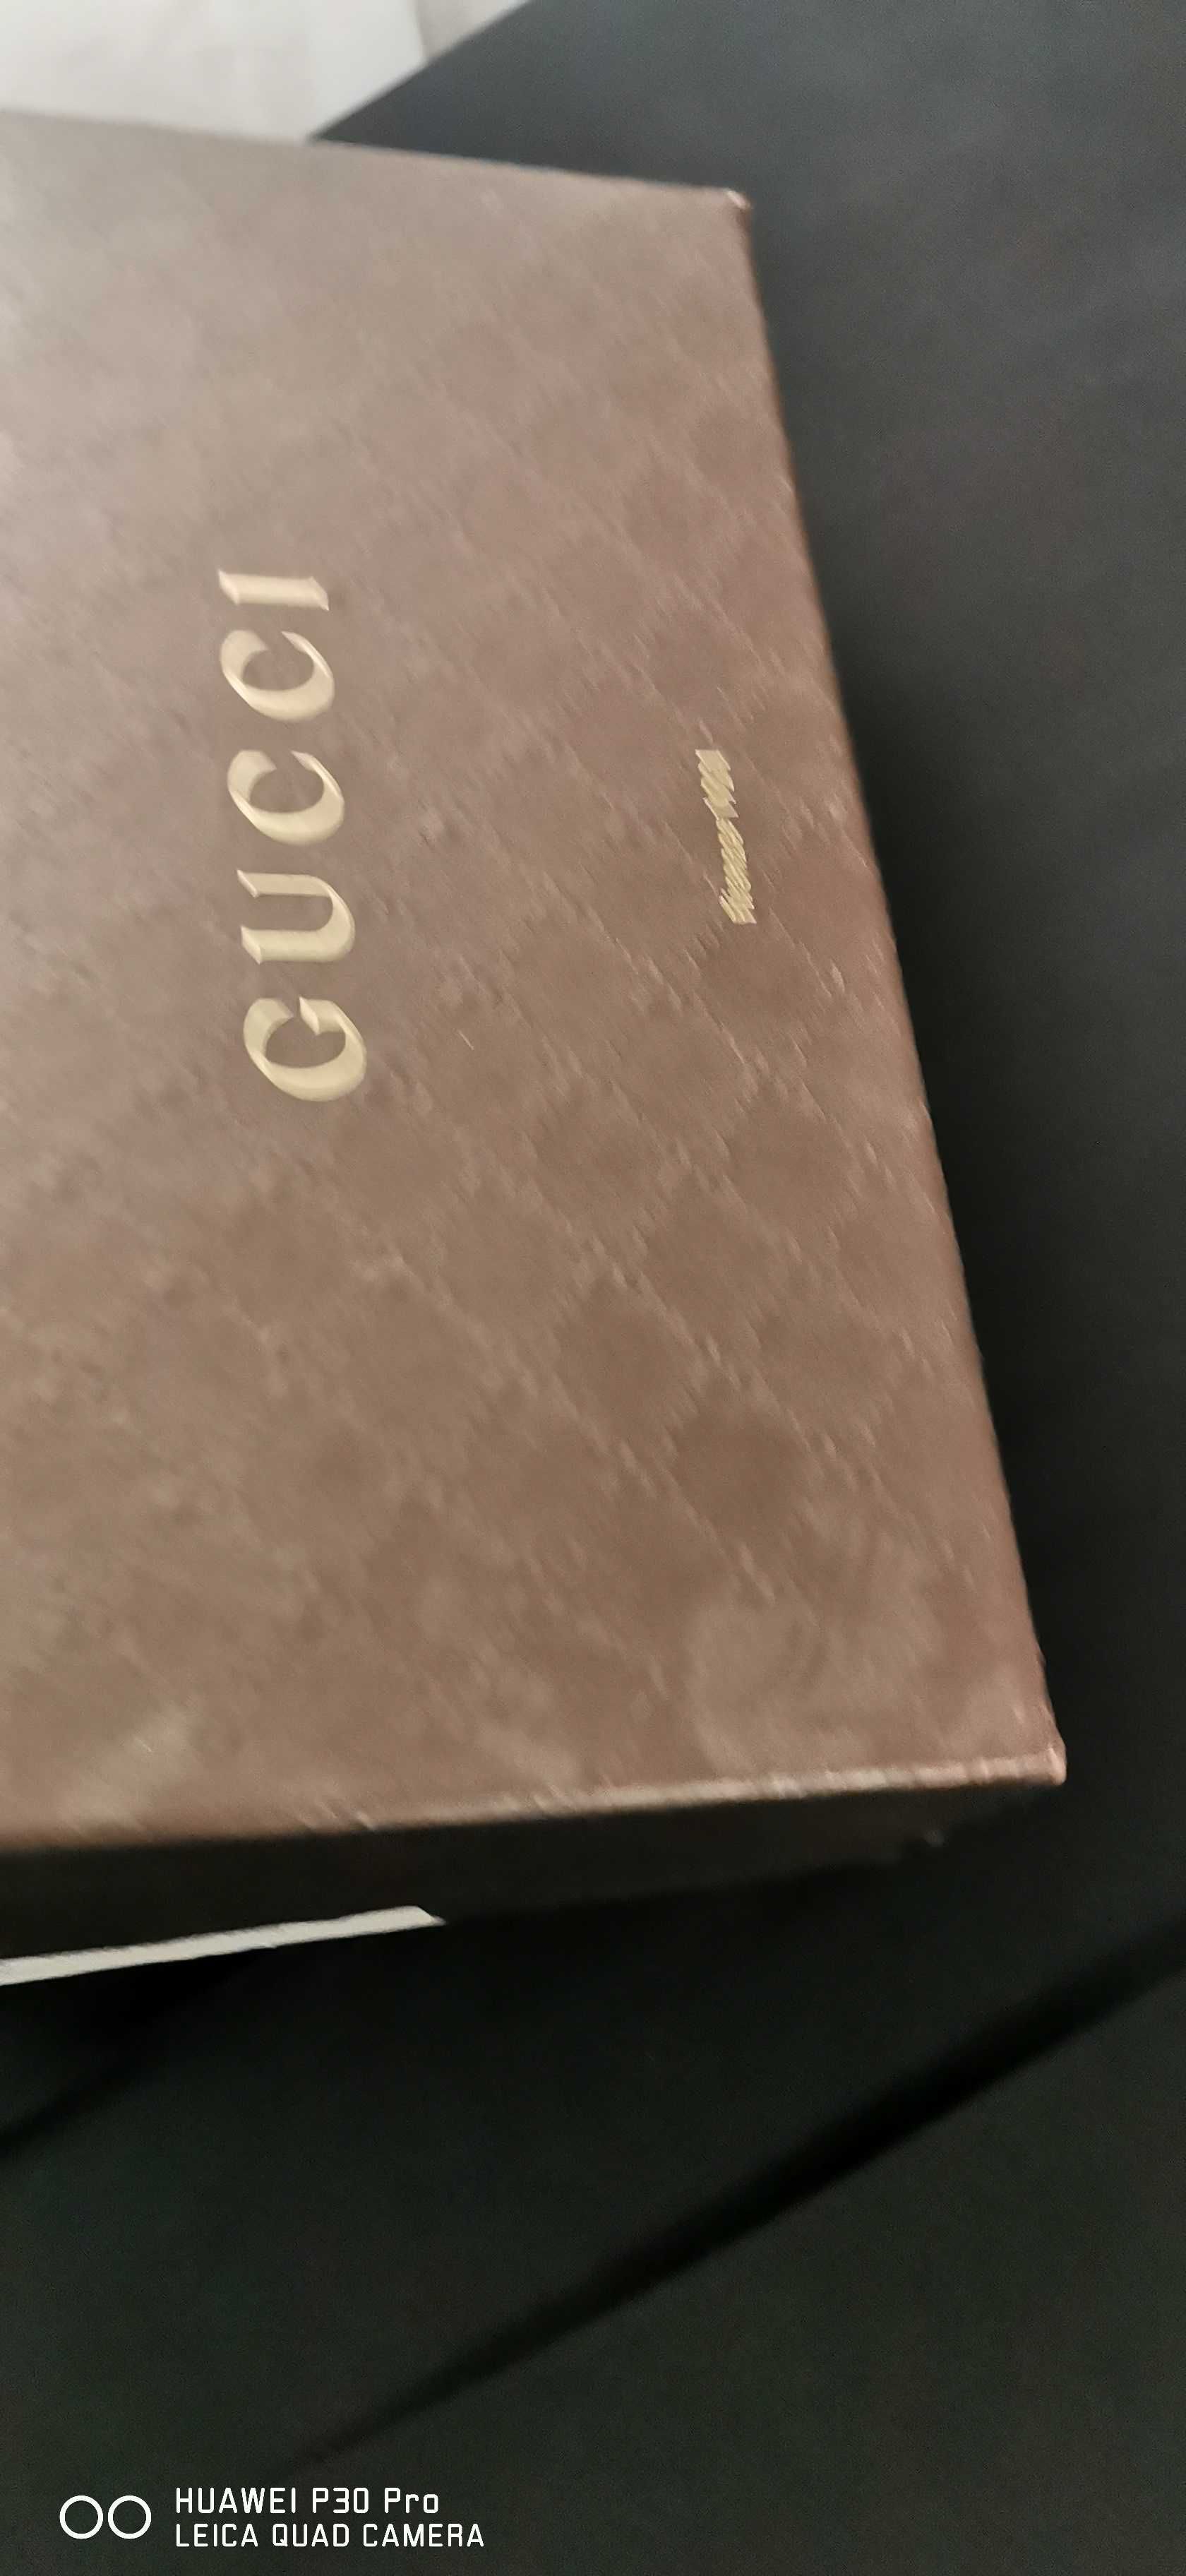 GUCCI
HUAWEI P30 Pro
LEICA QUAD CAMERA